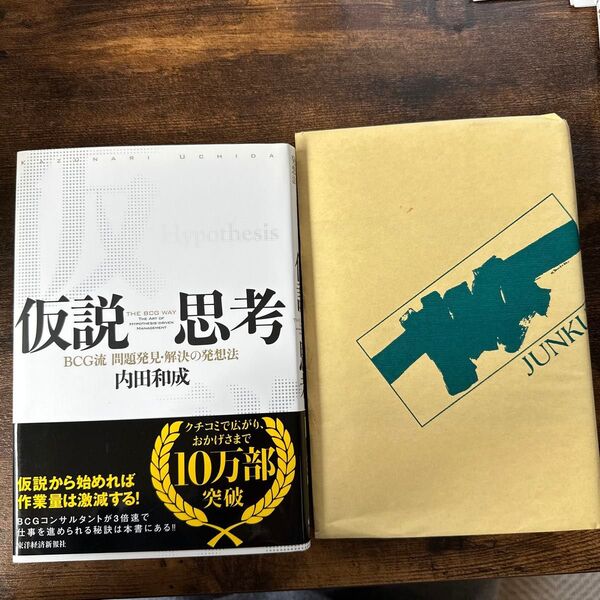 KAZUNARI UCHIDA
仮
Hypothesis
仮説思考
THE BCG WAY
THE ART OF
HYPOTHESIS-DRIVEN
MANAGEMENT
BCG流 問題発見・解決の発想法
内田和成
クチコミで広がり、
おかげさまで
10万部
突破
仮説から始めれば
作業量は激減する!
BCGコンサルタントが3倍速で
仕事を進められる秘訣は本書にある!!
東洋経済新報社
仮説思考
JUNKU